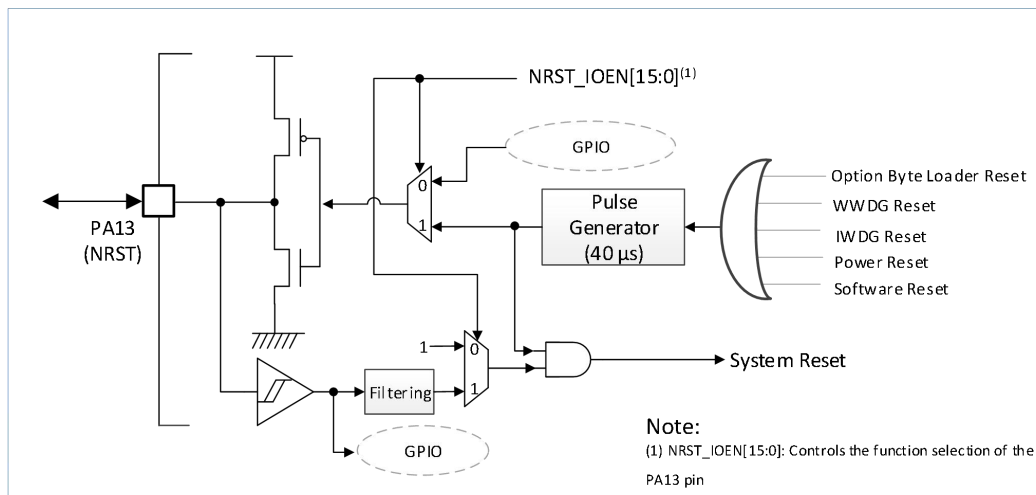 NRST_IOEN[15:0](1)
GPIO
0
1
Pulse
Generator
(40 µs)
Option Byte Loader Reset
WWDG Reset
IWDG Reset
Power Reset
Software Reset
PA13
(NRST)
1
0
1
Filtering
GPIO
System Reset
Note:
(1) NRST_IOEN[15:0]: Controls the function selection of the
PA13 pin